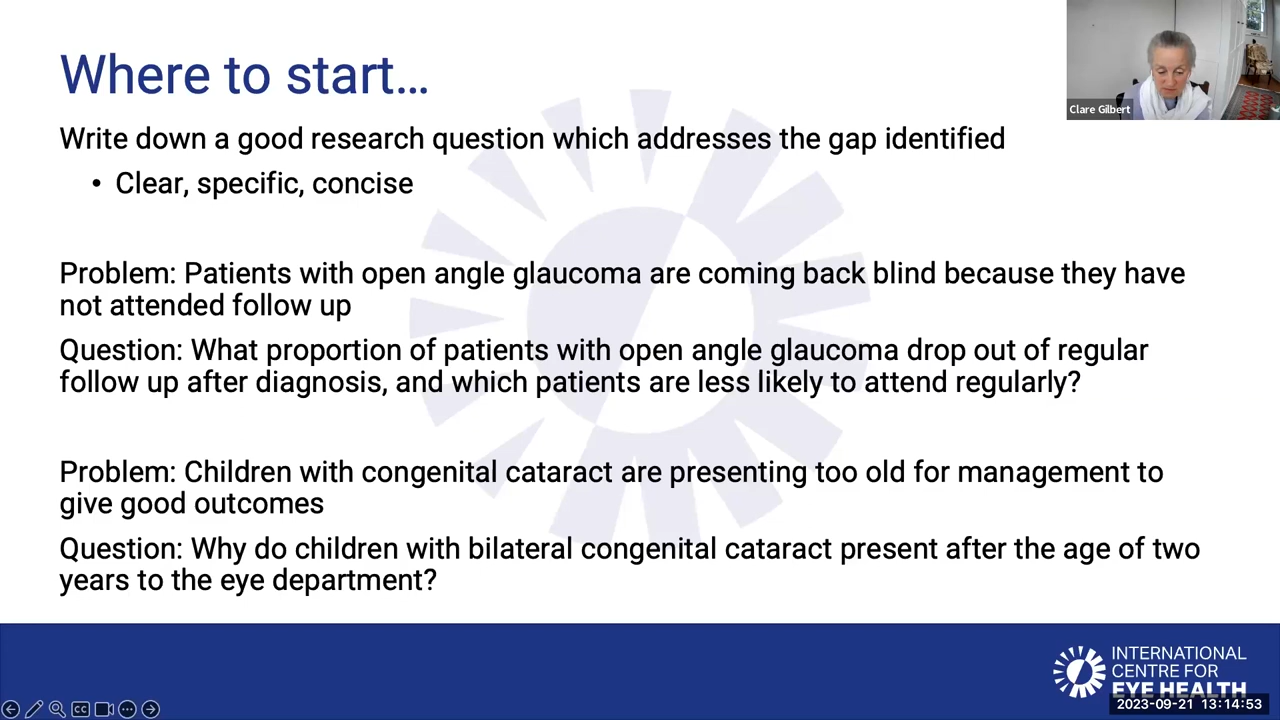 Where to start...
Clare Gilbert
Write down a good research question which addresses the gap identified
• Clear, specific, concise
Problem: Patients with open angle glaucoma are coming back blind because they have
not attended follow up
Question: What proportion of patients with open angle glaucoma drop out of regular
follow up after diagnosis, and which patients are less likely to attend regularly?
Problem: Children with congenital cataract are presenting too old for management to
give good outcomes
Question: Why do children with bilateral congenital cataract present after the age of two
years to the eye department?
INTERNATIONAL
CENTRE FOR
EYE HEALTH
2023-09-21 13:14:53
CC